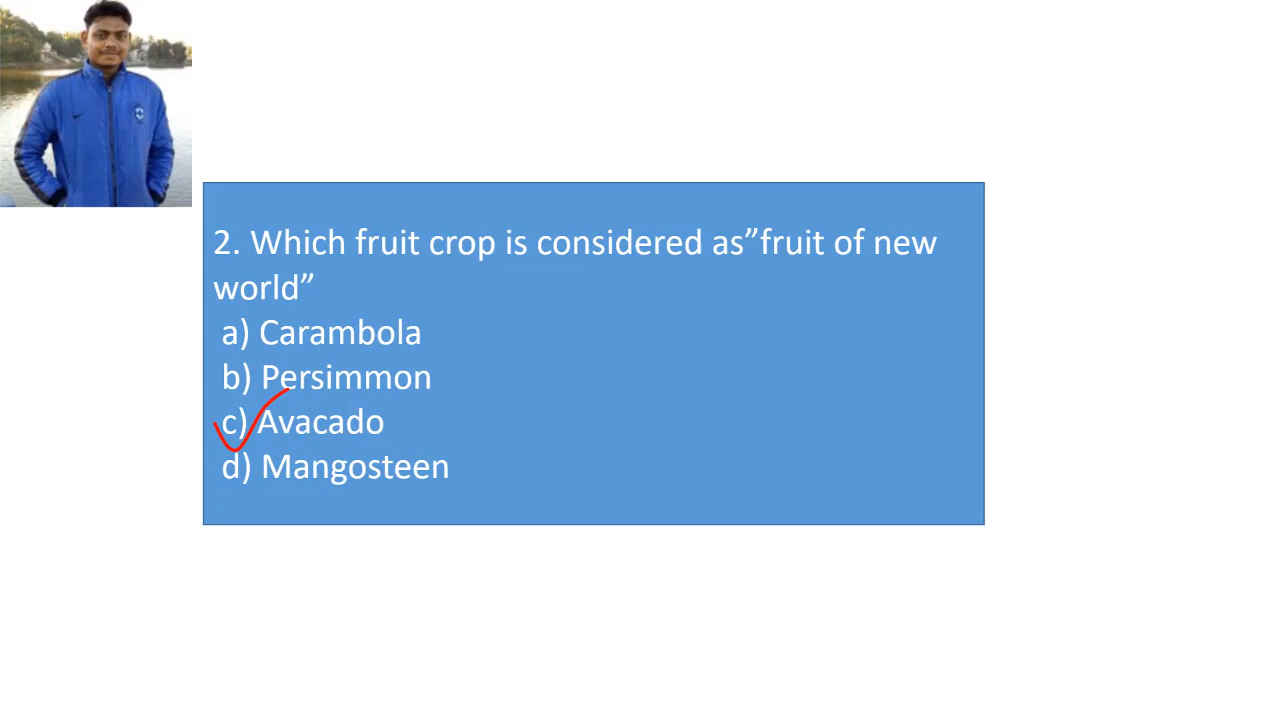 2. Which fruit crop is considered as”fruit of new
world”
a) Carambola
b) Persimmon
c) Avacado
d) Mangosteen